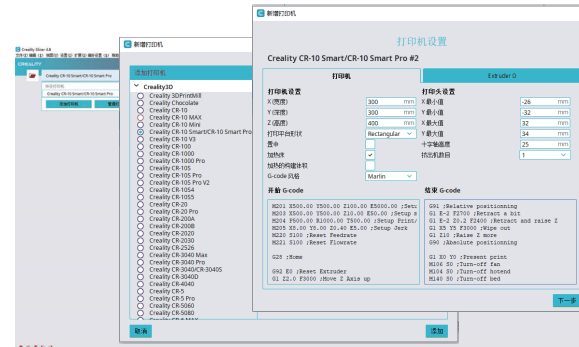 Creality Slicer 4.8
CREALITY
Creality CR-10 Smart/CR-10 Smart Pro
Creality CR-10 Smart/CR-10 Smart Pro
添加打印机
新增打印机
添加打印机
Creality3D
Creality 3DPrintMill
Creality Chocolate
Creality CR-10
Creality CR-10 MAX
Creality CR-10 Mini
Creality CR-10 Smart/CR-10 Smart Pro
Creality CR-10 V3
Creality CR-100
Creality CR-1000
Creality CR-1000 Pro
Creality CR-10S
Creality CR-10S Pro
Creality CR-10S Pro V2
Creality CR-10S4
Creality CR-10S5
Creality CR-20
Creality CR-20 Pro
Creality CR-200A
Creality CR-200B
Creality CR-2020
Creality CR-2030
Creality CR-2526
Creality CR-3040 Max
Creality CR-3040 Pro
Creality CR-3040/CR-3040S
Creality CR-3040D
Creality CR-4040
Creality CR-5
Creality CR-5 Pro
Creality CR-5060
Creality CR-5080
取消
添加
新增打印机
打印机设置
Creality CR-10 Smart/CR-10 Smart Pro #2
打印机
Extruder 0
打印机设置
X (宽度) 300 mm
Y (深度) 300 mm
Z (高度) 400 mm
打印平台形状 Rectangular
置中
加热床
加热的构建体积
G-code 风格 Marlin
打印头设置
X 最小值 -26 mm
Y 最小值 -32 mm
X 最大值 32 mm
Y 最大值 34 mm
十字轴高度 25 mm
挤出机数目 1
开始 G-code
M201 X500.00 Y500.00 Z100.00 E5000.00 ;Setu
M203 X500.00 Y500.00 Z10.00 E50.00 ;Setup m
M204 P500.00 R1000.00 T500.00 ;Setup Print/
M205 X8.00 Y8.00 Z0.40 E5.00 ;Setup Jerk
M220 S100 ;Reset Feedrate
M221 S100 ;Reset Flowrate
G28 ;Home
G92 E0 ;Reset Extruder
G1 Z2.0 F3000 ;Move Z Axis up
结束 G-code
G91 ;Relative positionning
G1 E-2 F2700 ;Retract a bit
G1 E-2 Z0.2 F2400 ;Retract and raise Z
G1 X5 Y5 F3000 ;Wipe out
G1 Z10 ;Raise Z more
G90 ;Absolute positionning
G1 X0 Y0 ;Present print
M106 S0 ;Turn-off fan
M104 S0 ;Turn-off hotend
M140 S0 ;Turn-off bed
下一步